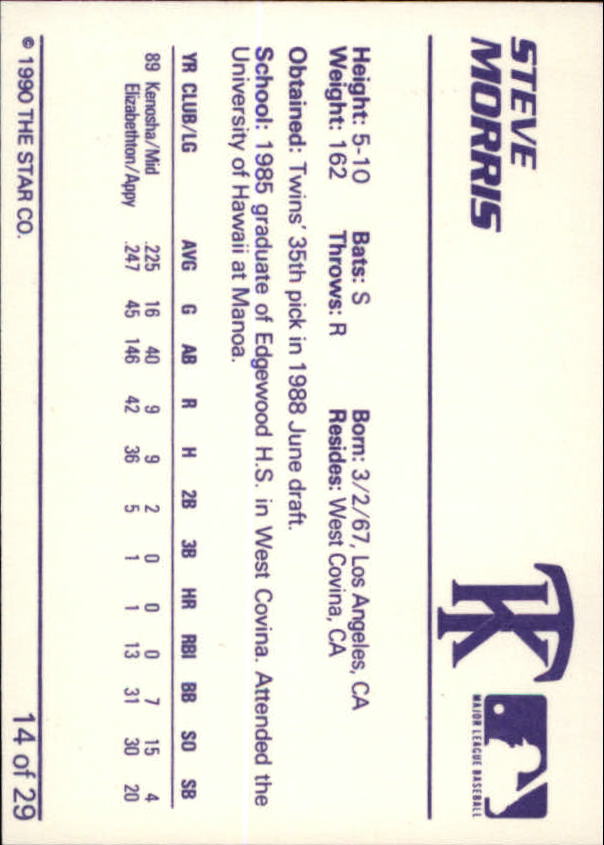 STEVE
MORRIS
TK
MAJOR LEAGUE BASEBALL
Height: 5-10 Bats: S Born: 3/2/67, Los Angeles, CA
Weight: 162 Throws: R Resides: West Covina, CA
Obtained: Twins' 35th pick in 1988 June draft.
School: 1985 graduate of Edgewood H.S. in West Covina. Attended the
University of Hawaii at Manoa.
YR CLUB/LG AVG G AB R H 2B 3B HR RBI BB SO SB
89 Kenosha/Mid .225 16 40 9 9 2 0 0 0 7 15 4
Elizabethton/Appy .247 45 146 42 36 5 1 1 13 31 30 20
© 1990 THE STAR CO. 14 of 29